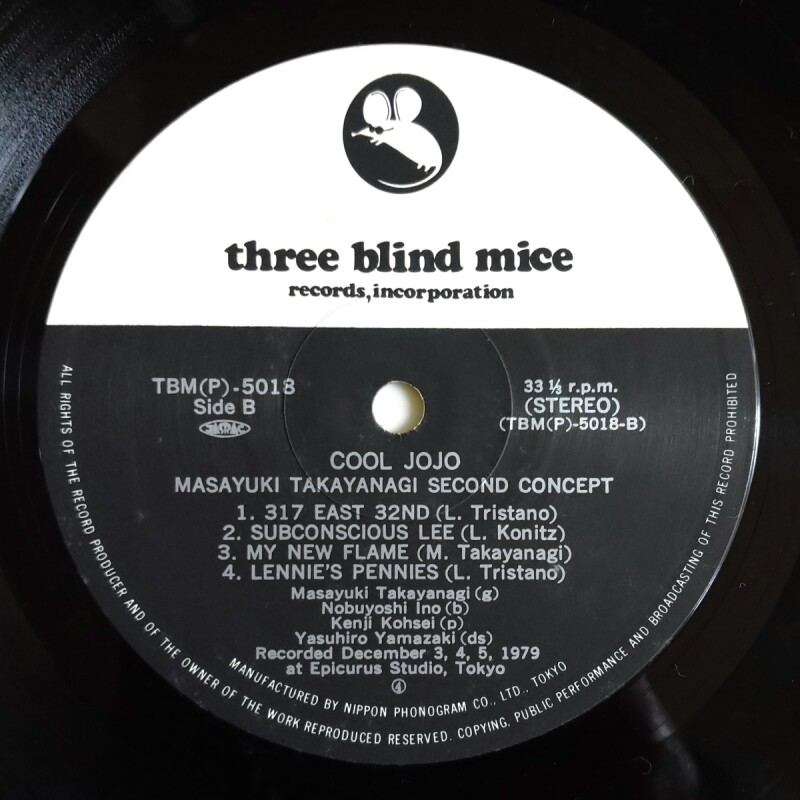 three blind mice
records, incorporation
TBM(P)-5018
Side B
JASRAC
33 ⅓ r.p.m.
(STEREO)
(TBM(P)-5018-B)
COOL JOJO
MASAYUKI TAKAYANAGI SECOND CONCEPT
1. 317 EAST 32ND (L. Tristano)
2. SUBCONSCIOUS LEE (L. Konitz)
3. MY NEW FLAME (M. Takayanagi)
4. LENNIE'S PENNIES (L. Tristano)
Masayuki Takayanagi (g)
Nobuyoshi Ino (b)
Kenji Kohsei (p)
Yasuhiro Yamazaki (ds)
Recorded December 3, 4, 5, 1979
at Epicurus Studio, Tokyo
④
MANUFACTURED BY NIPPON PHONOGRAM CO., LTD., TOKYO
ALL RIGHTS OF THE RECORD PRODUCER AND OF THE OWNER OF THE WORK REPRODUCED RESERVED. COPYING, PUBLIC PERFORMANCE AND BROADCASTING OF THIS RECORD PROHIBITED